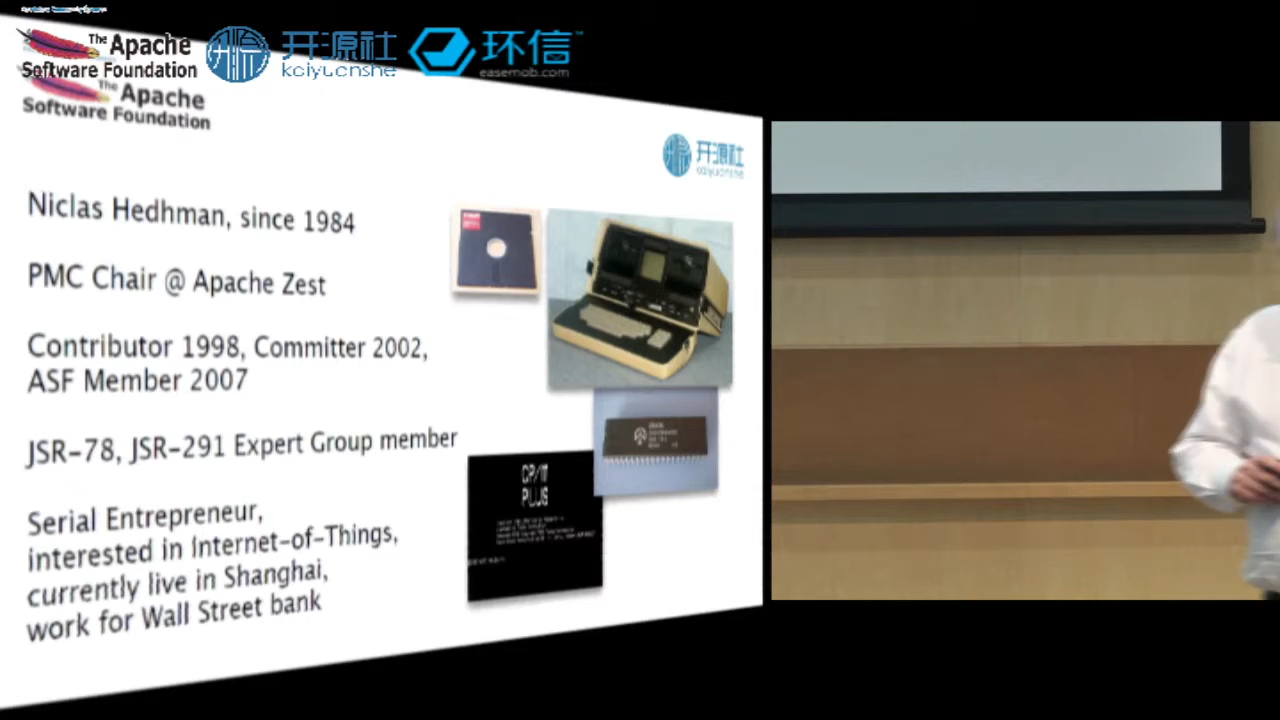 The Apache
Software Foundation
开源社
kaiyuanshe
环信
easemob.com
The Apache
Software Foundation
开源社
kaiyuanshe
Niclas Hedhman, since 1984
PMC Chair @ Apache Zest
Contributor 1998, Committer 2002,
ASF Member 2007
JSR-78, JSR-291 Expert Group member
Serial Entrepreneur,
interested in Internet-of-Things,
currently live in Shanghai,
work for Wall Street bank
CP/M
PLUS